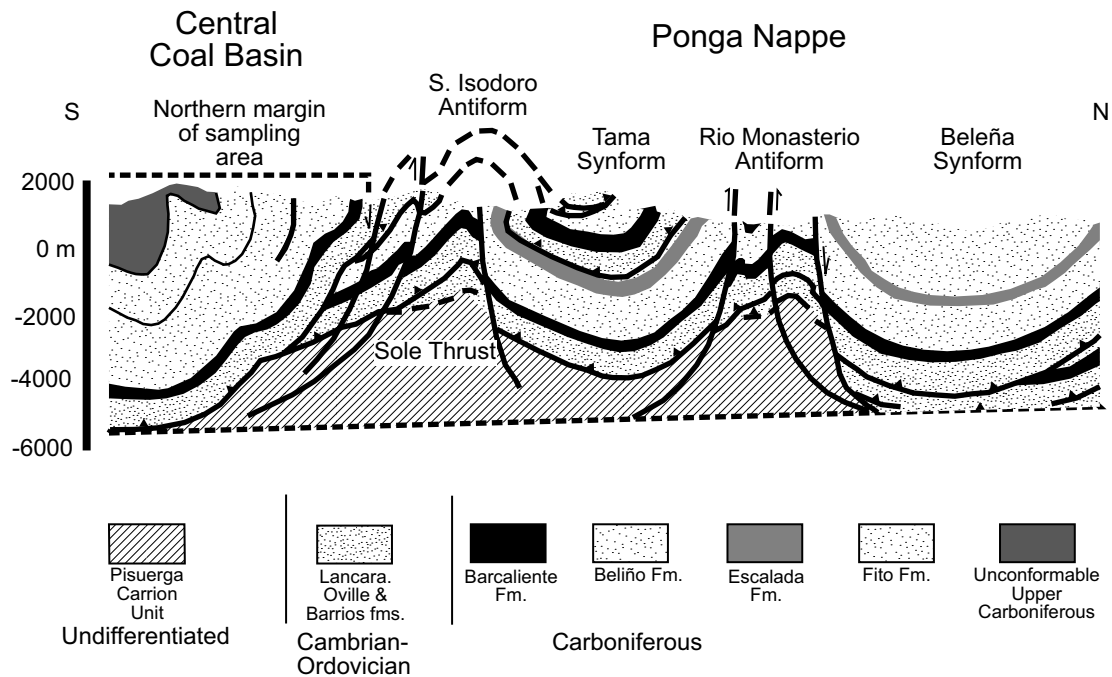 Central
Coal Basin
Ponga Nappe
S
Northern margin
of sampling
area
S. Isodoro
Antiform
Tama
Synform
Rio Monasterio
Antiform
Beleña
Synform
N
2000
0 m
-2000
-4000
-6000
Sole Thrust
Pisuerga
Carrion
Unit
Undifferentiated
Lancara.
Oville &
Barrios fms.
Cambrian-
Ordovician
Barcaliente
Fm.
Beliño Fm.
Escalada
Fm.
Fito Fm.
Unconformable
Upper
Carboniferous
Carboniferous